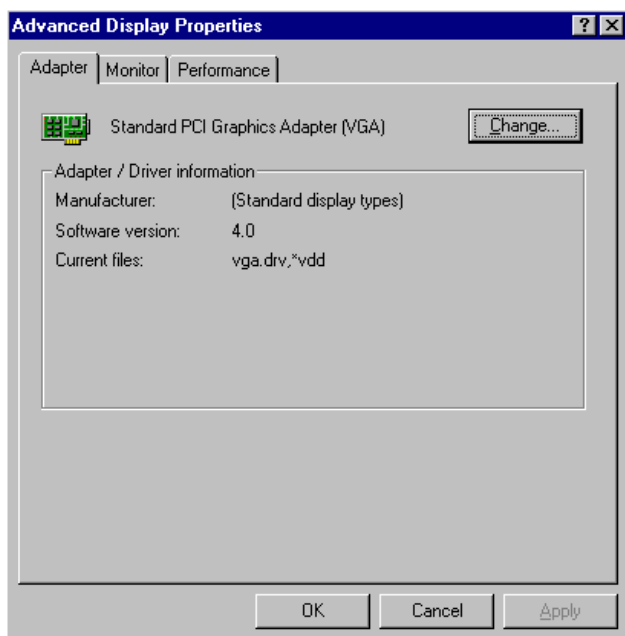 Advanced Display Properties
Adapter Monitor Performance
Standard PCI Graphics Adapter (VGA) Change...
Adapter / Driver information
Manufacturer: (Standard display types)
Software version: 4.0
Current files: vga.drv,*vdd
OK Cancel Apply